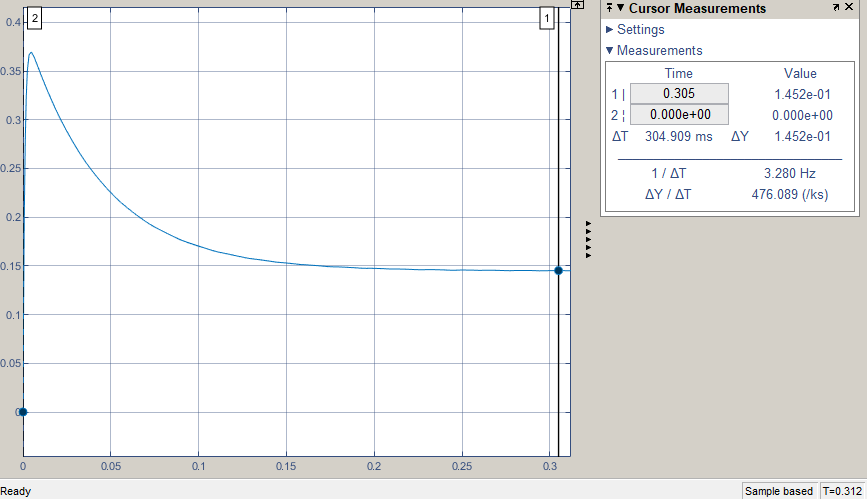 0.4
0.35
0.3
0.25
0.2
0.15
0.1
0.05
0
2
1
0 0.05 0.1 0.15 0.2 0.25 0.3
Cursor Measurements
Settings
Measurements
Time Value
1 | 0.305 1.452e-01
2 ¦ 0.000e+00 0.000e+00
ΔT 304.909 ms ΔY 1.452e-01
1 / ΔT 3.280 Hz
ΔY / ΔT 476.089 (/ks)
Ready Sample based T=0.312